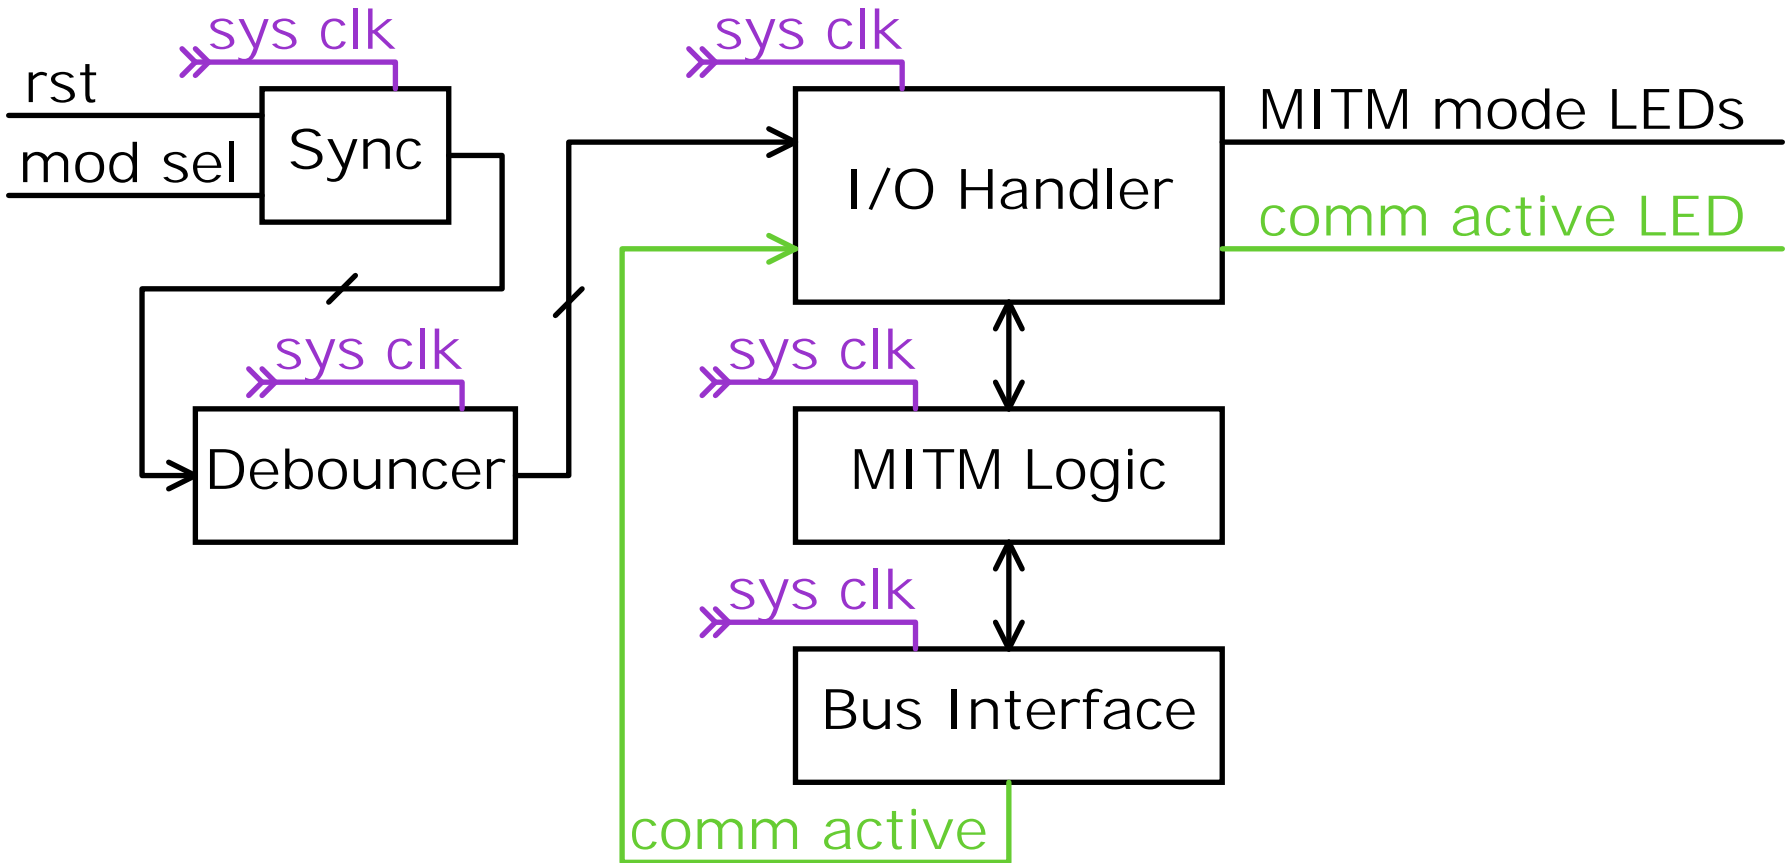 sys clk
sys clk
rst
MITM mode LEDs
mod sel
Sync
I/O Handler
comm active LED
sys clk
sys clk
Debouncer
MITM Logic
sys clk
Bus Interface
comm active